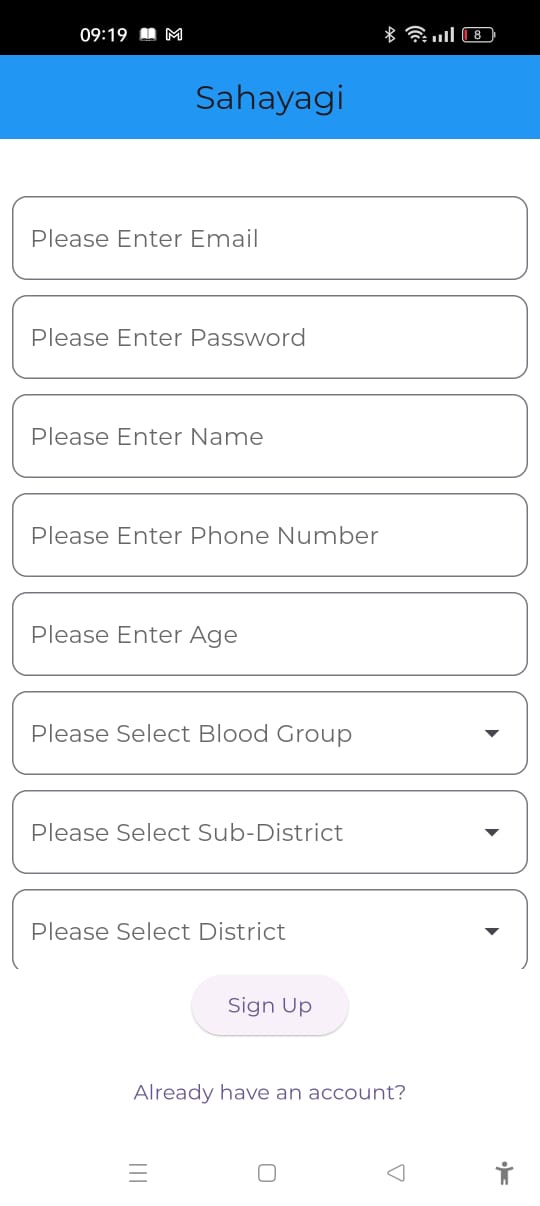 09:19
8
Sahayagi
Please Enter Email
Please Enter Password
Please Enter Name
Please Enter Phone Number
Please Enter Age
Please Select Blood Group
Please Select Sub-District
Please Select District
Sign Up
Already have an account?